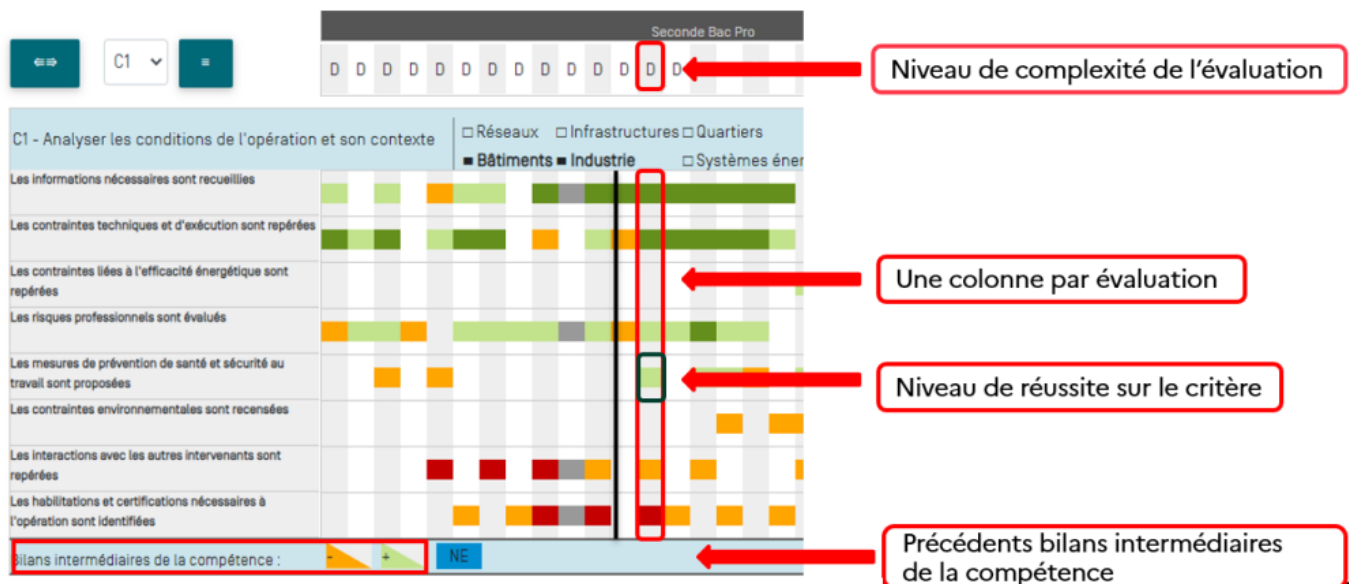 Seconde Bac Pro
⇚⇛ C1 ≡
D D D D D D D D D D D D D D
Niveau de complexité de l'évaluation
C1 - Analyser les conditions de l'opération et son contexte
□ Réseaux □ Infrastructures □ Quartiers
■ Bâtiments ■ Industrie □ Systèmes éner
Les informations nécessaires sont recueillies
Les contraintes techniques et d'exécution sont repérées
Les contraintes liées à l'efficacité énergétique sont
repérées
Une colonne par évaluation
Les risques professionnels sont évalués
Les mesures de prévention de santé et sécurité au
travail sont proposées
Niveau de réussite sur le critère
Les contraintes environnementales sont recensées
Les interactions avec les autres intervenants sont
repérées
Les habilitations et certifications nécessaires à
l'opération sont identifiées
Bilans intermédiaires de la compétence : - + NE
Précédents bilans intermédiaires
de la compétence